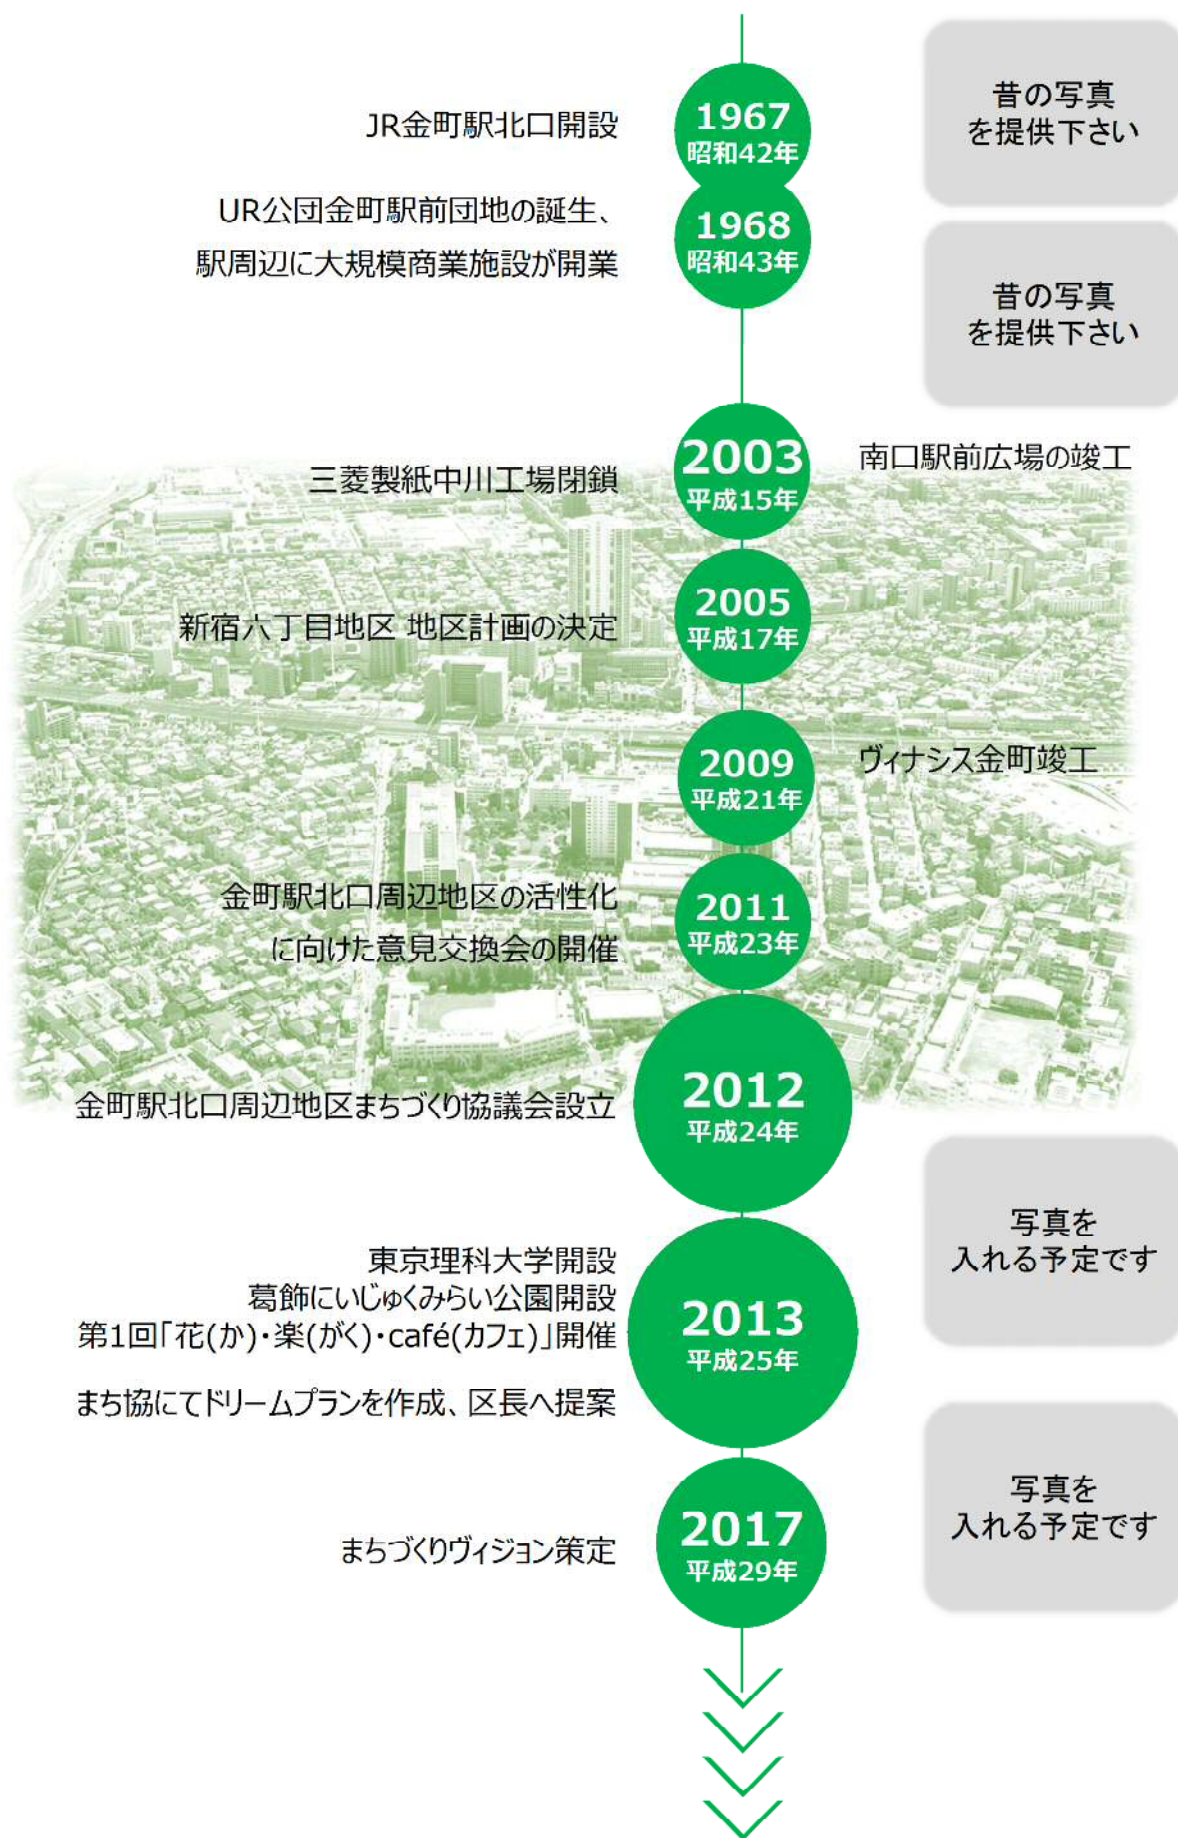 JR金町駅北口開設
1967
昭和42年
昔の写真
を提供下さい
UR公団金町駅前団地の誕生、
駅周辺に大規模商業施設が開業
1968
昭和43年
昔の写真
を提供下さい
三菱製紙中川工場閉鎖
2003
平成15年
南口駅前広場の竣工
新宿六丁目地区 地区計画の決定
2005
平成17年
2009
平成21年
ヴィナシス金町竣工
金町駅北口周辺地区の活性化
に向けた意見交換会の開催
2011
平成23年
金町駅北口周辺地区まちづくり協議会設立
2012
平成24年
写真を
入れる予定です
東京理科大学開設
葛飾にいじゅくみらい公園開設
第1回「花(か)・楽(がく)・café(カフェ)」開催
まち協にてドリームプランを作成、区長へ提案
2013
平成25年
写真を
入れる予定です
まちづくりヴィジョン策定
2017
平成29年